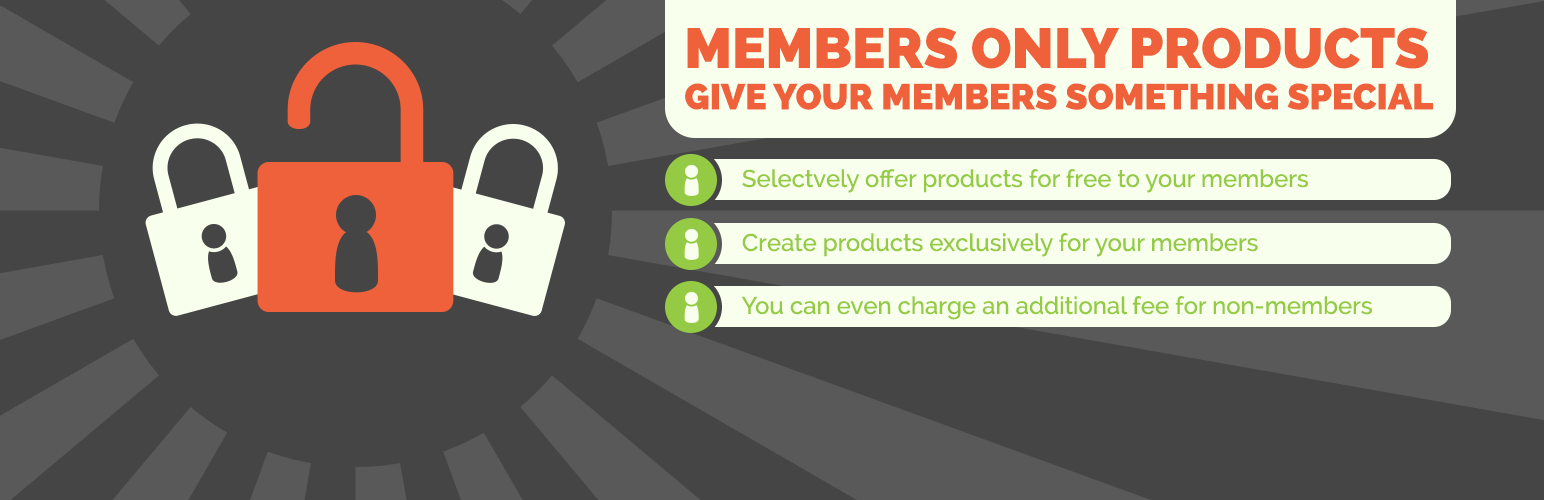 MEMBERS ONLY PRODUCTS
GIVE YOUR MEMBERS SOMETHING SPECIAL
Selectvely offer products for free to your members
Create products exclusively for your members
You can even charge an additional fee for non-members